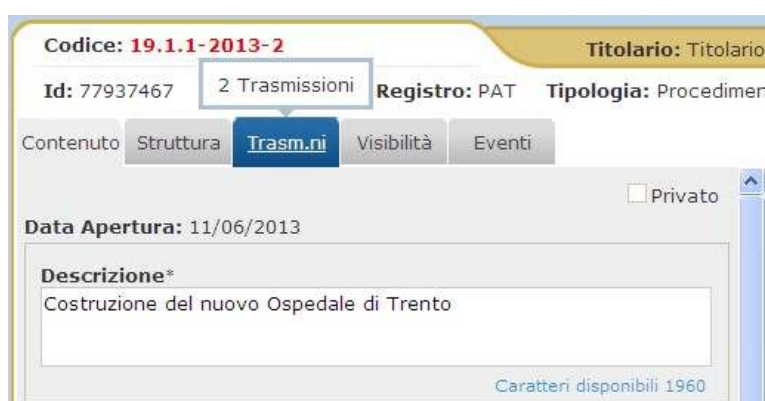 Codice: 19.1.1-2013-2 Titolario: Titolario
Id: 77937467 2 Trasmissioni Registro: PAT Tipologia: Procedimen
Contenuto Struttura Trasm.ni Visibilità Eventi
Privato
Data Apertura: 11/06/2013
Descrizione*
Costruzione del nuovo Ospedale di Trento
Caratteri disponibili 1960